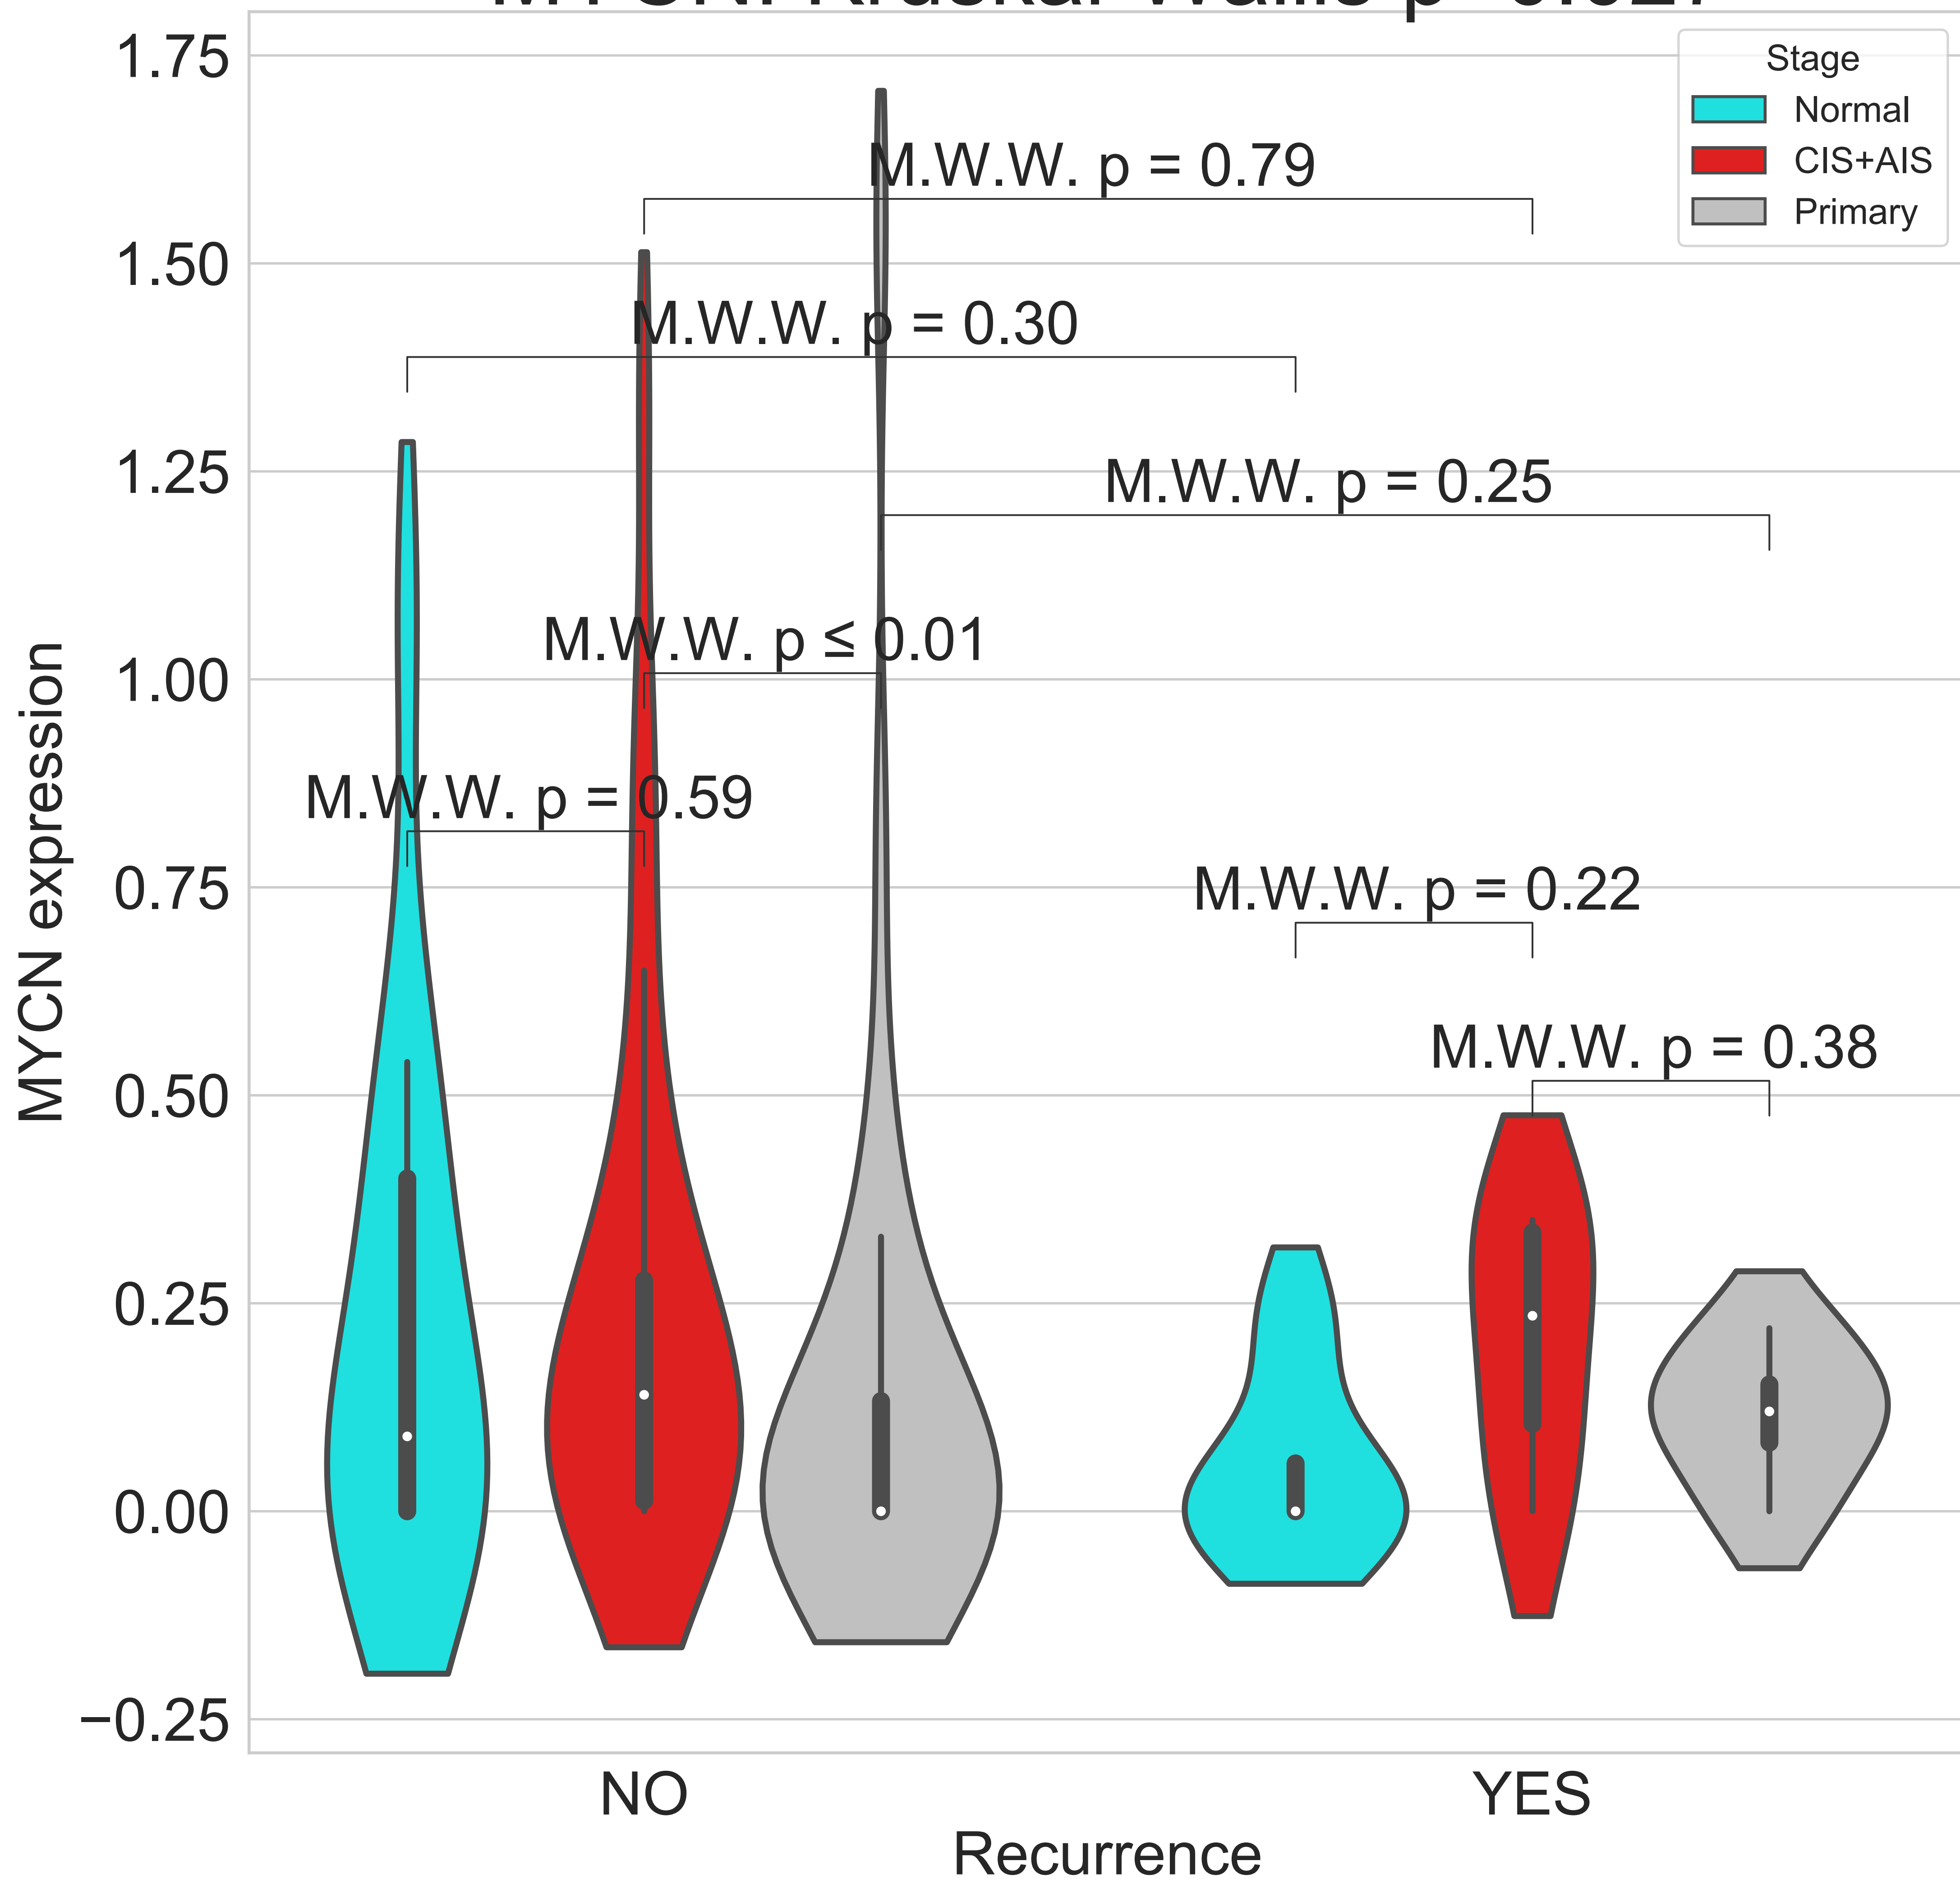 1.75
1.50
1.25
1.00
0.75
0.50
0.25
0.00
−0.25
MYCN expression
Stage
Normal
CIS+AIS
Primary
M.W.W. p = 0.79
M.W.W. p = 0.30
M.W.W. p = 0.25
M.W.W. p ≤ 0.01
M.W.W. p = 0.59
M.W.W. p = 0.22
M.W.W. p = 0.38
NO
YES
Recurrence